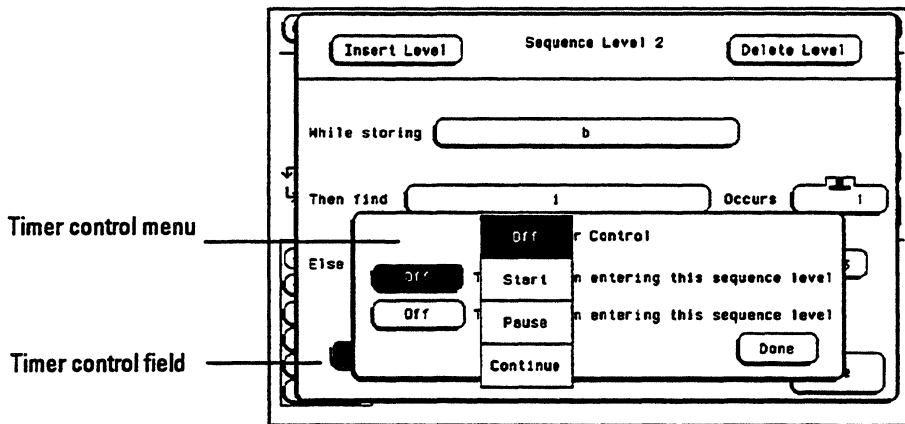 Insert Level Sequence Level 2 Delete Level
While storing b
Then find 1 Occurs 1
Timer control menu
Off r Control
Else
Off Start n entering this sequence level
Off Pause n entering this sequence level
Continue Done
Timer control field